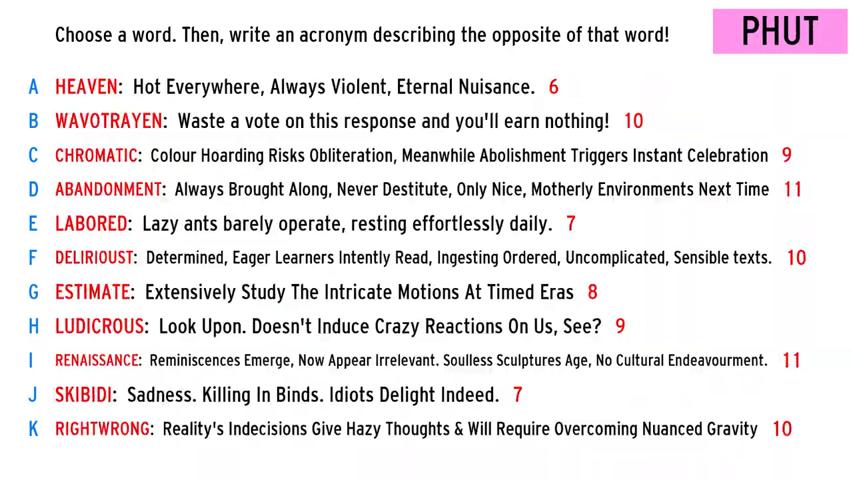 Choose a word. Then, write an acronym describing the opposite of that word!
PHUT
A HEAVEN: Hot Everywhere, Always Violent, Eternal Nuisance. 6
B WAVOTRAYEN: Waste a vote on this response and you'll earn nothing! 10
C CHROMATIC: Colour Hoarding Risks Obliteration, Meanwhile Abolishment Triggers Instant Celebration 9
D ABANDONMENT: Always Brought Along, Never Destitute, Only Nice, Motherly Environments Next Time 11
E LABORED: Lazy ants barely operate, resting effortlessly daily. 7
F DELIRIOUST: Determined, Eager Learners Intently Read, Ingesting Ordered, Uncomplicated, Sensible texts. 10
G ESTIMATE: Extensively Study The Intricate Motions At Timed Eras 8
H LUDICROUS: Look Upon. Doesn't Induce Crazy Reactions On Us, See? 9
I RENAISSANCE: Reminiscences Emerge, Now Appear Irrelevant. Soulless Sculptures Age, No Cultural Endeavourment. 11
J SKIBIDI: Sadness. Killing In Binds. Idiots Delight Indeed. 7
K RIGHTWRONG: Reality's Indecisions Give Hazy Thoughts & Will Require Overcoming Nuanced Gravity 10